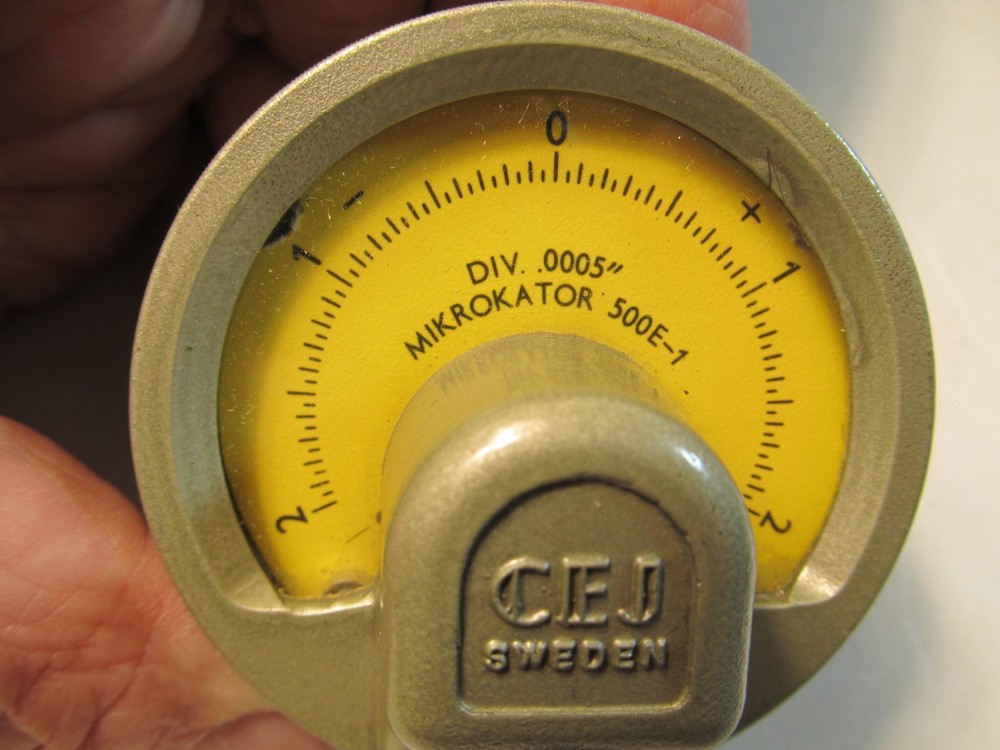 0
- +
1 1
DIV. .0005"
MIKROKATOR 500E-1
2 2
CEJ
SWEDEN